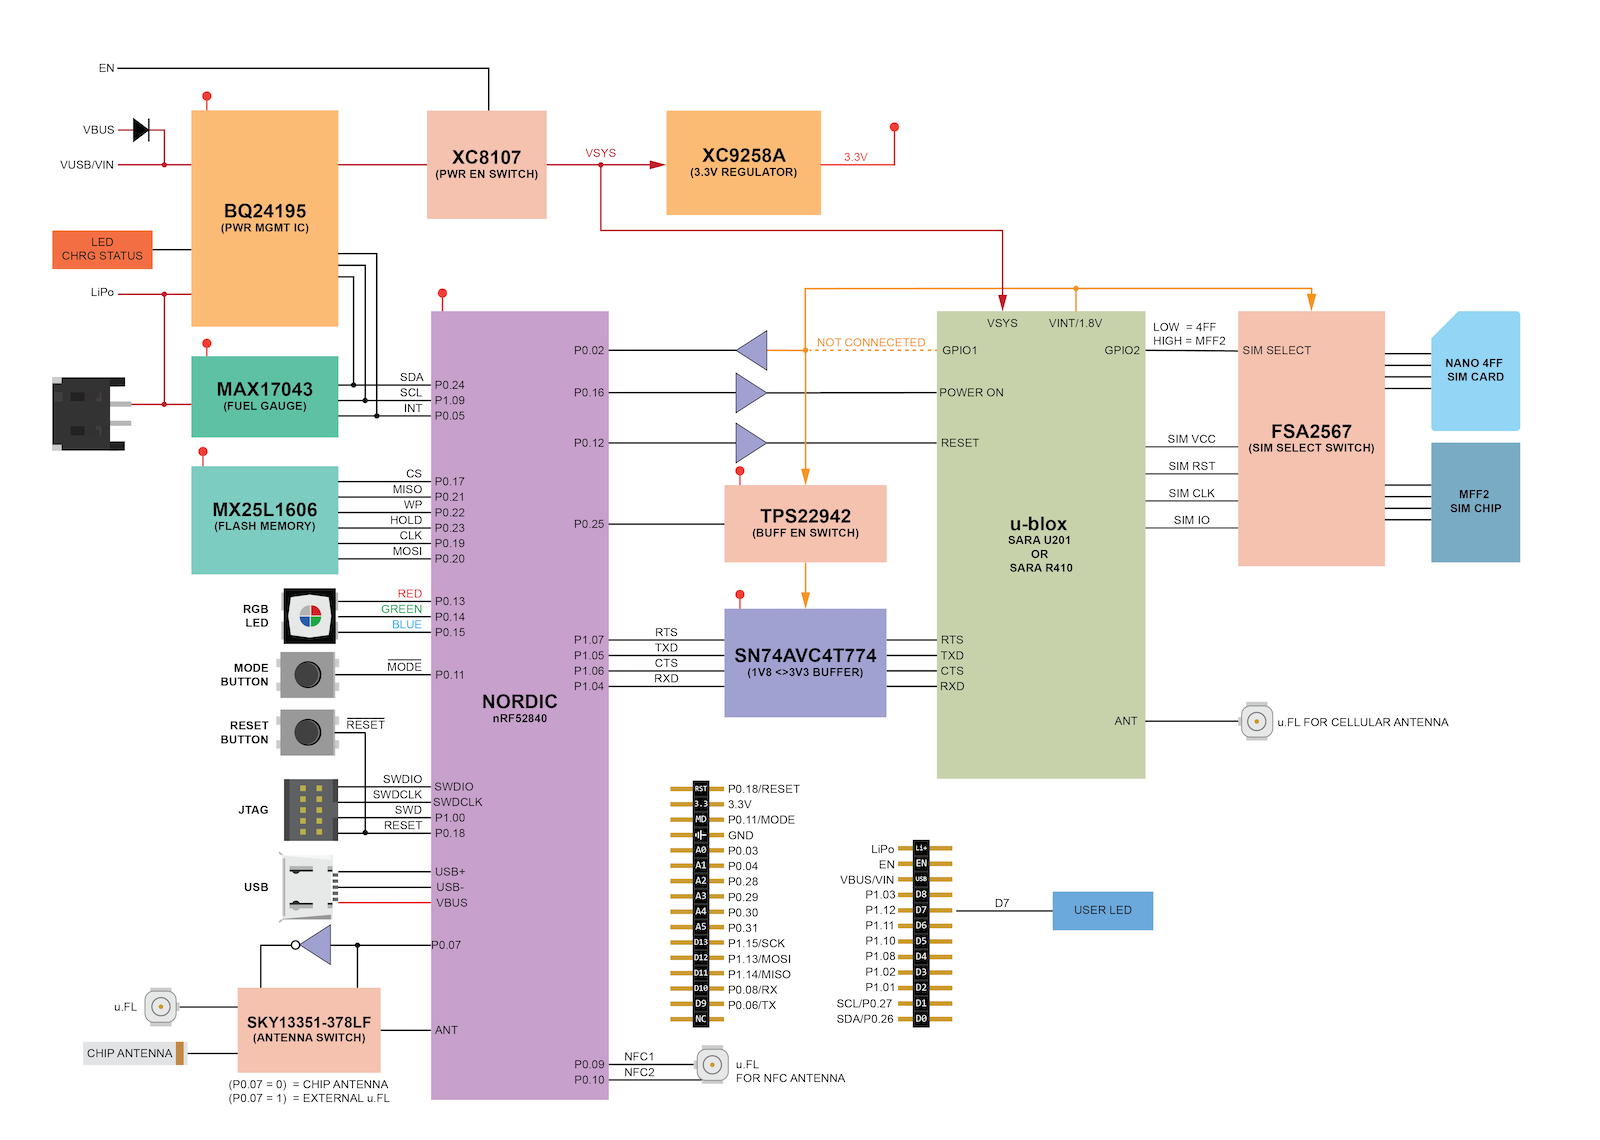 EN
VBUS
VUSB/VIN
BQ24195
(PWR MGMT IC)
LED
CHRG STATUS
LiPo
XC8107
(PWR EN SWITCH)
VSYS
XC9258A
(3.3V REGULATOR)
3.3V
MAX17043
(FUEL GAUGE)
SDA
SCL
INT
P0.24
P1.09
P0.05
MX25L1606
(FLASH MEMORY)
CS
MISO
WP
HOLD
CLK
MOSI
P0.17
P0.21
P0.22
P0.23
P0.19
P0.20
RGB
LED
RED
GREEN
BLUE
P0.13
P0.14
P0.15
MODE
BUTTON
MODE
P0.11
RESET
BUTTON
RESET
JTAG
SWDIO
SWDCLK
SWD
RESET
SWDIO
SWDCLK
P1.00
P0.18
USB
USB+
USB-
VBUS
P0.07
u.FL
CHIP ANTENNA
SKY13351-378LF
(ANTENNA SWITCH)
ANT
(P0.07 = 0) = CHIP ANTENNA
(P0.07 = 1) = EXTERNAL u.FL
NORDIC
nRF52840
P0.02
P0.16
P0.12
P0.25
P1.07
P1.05
P1.06
P1.04
RTS
TXD
CTS
RXD
P0.09
P0.10
NFC1
NFC2
u.FL
FOR NFC ANTENNA
NOT CONNECETED
TPS22942
(BUFF EN SWITCH)
SN74AVC4T774
(1V8 <>3V3 BUFFER)
VSYS
VINT/1.8V
GPIO1
GPIO2
POWER ON
RESET
u-blox
SARA U201
OR
SARA R410
RTS
TXD
CTS
RXD
ANT
u.FL FOR CELLULAR ANTENNA
LOW = 4FF
HIGH = MFF2
SIM SELECT
SIM VCC
SIM RST
SIM CLK
SIM IO
FSA2567
(SIM SELECT SWITCH)
NANO 4FF
SIM CARD
MFF2
SIM CHIP
RST P0.18/RESET
3.3 3.3V
MD P0.11/MODE
GND
A0 P0.03
A1 P0.04
A2 P0.28
A3 P0.29
A4 P0.30
A5 P0.31
D13 P1.15/SCK
D12 P1.13/MOSI
D11 P1.14/MISO
D10 P0.08/RX
D9 P0.06/TX
NC
LiPo Li+
EN EN
VBUS/VIN USB
P1.03 D8
P1.12 D7
P1.11 D6
P1.10 D5
P1.08 D4
P1.02 D3
P1.01 D2
SCL/P0.27 D1
SDA/P0.26 D0
D7
USER LED